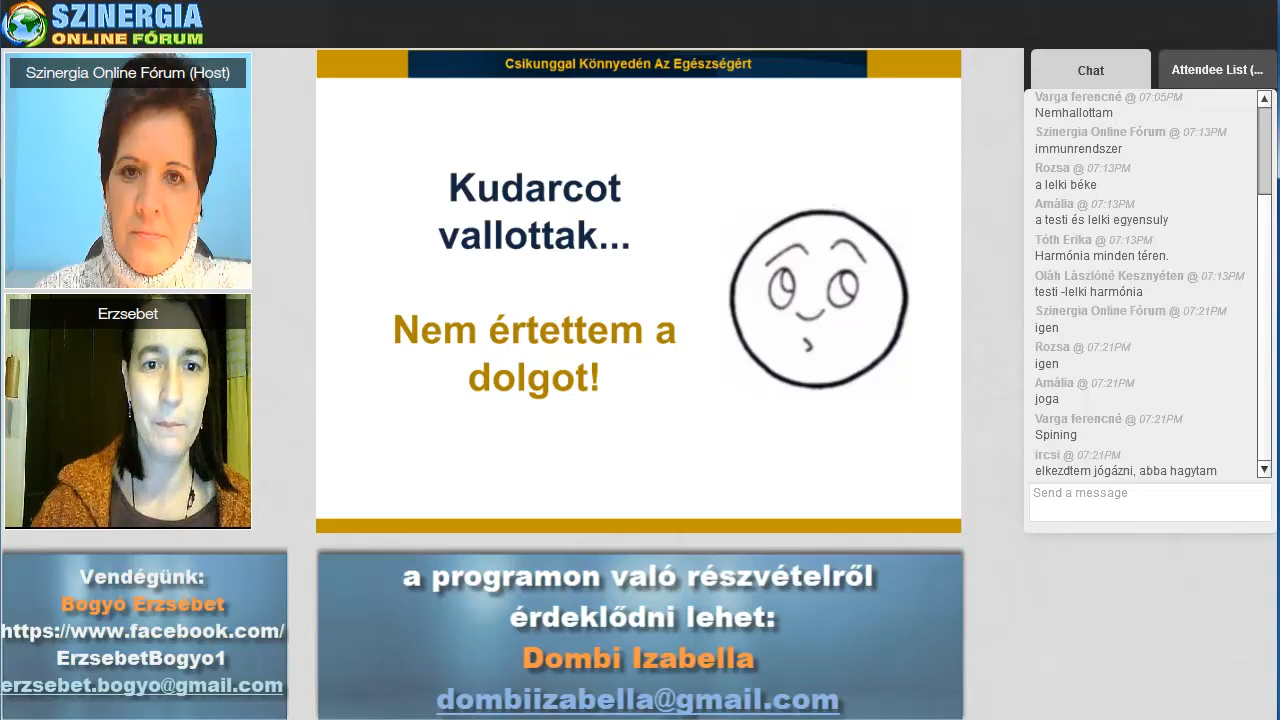 SZINERGIA
ONLINE FÓRUM
Szinergia Online Fórum (Host)
Erzsebet
Csikunggal Könnyedén Az Egészségért
Kudarcot
vallottak...
Nem értettem a
dolgot!
Chat
Attendee List (...
Varga ferencné @ 07:05PM
Nemhallottam
Szinergia Online Fórum @ 07:13PM
immunrendszer
Rozsa @ 07:13PM
a lelki béke
Amália @ 07:13PM
a testi és lelki egyensuly
Tóth Erika @ 07:13PM
Harmónia minden téren.
Oláh Làszlóné Kesznyéten @ 07:13PM
testi -lelki harmónia
Szinergia Online Fórum @ 07:21PM
igen
Rozsa @ 07:21PM
igen
Amália @ 07:21PM
joga
Varga ferencné @ 07:21PM
Spining
ircsi @ 07:21PM
elkezdtem jógázni, abba hagytam
Send a message
Vendégünk:
Bogyó Erzsébet
https://www.facebook.com/
ErzsebetBogyo1
erzsebet.bogyo@gmail.com
a programon való részvételről
érdeklődni lehet:
Dombi Izabella
dombiizabella@gmail.com